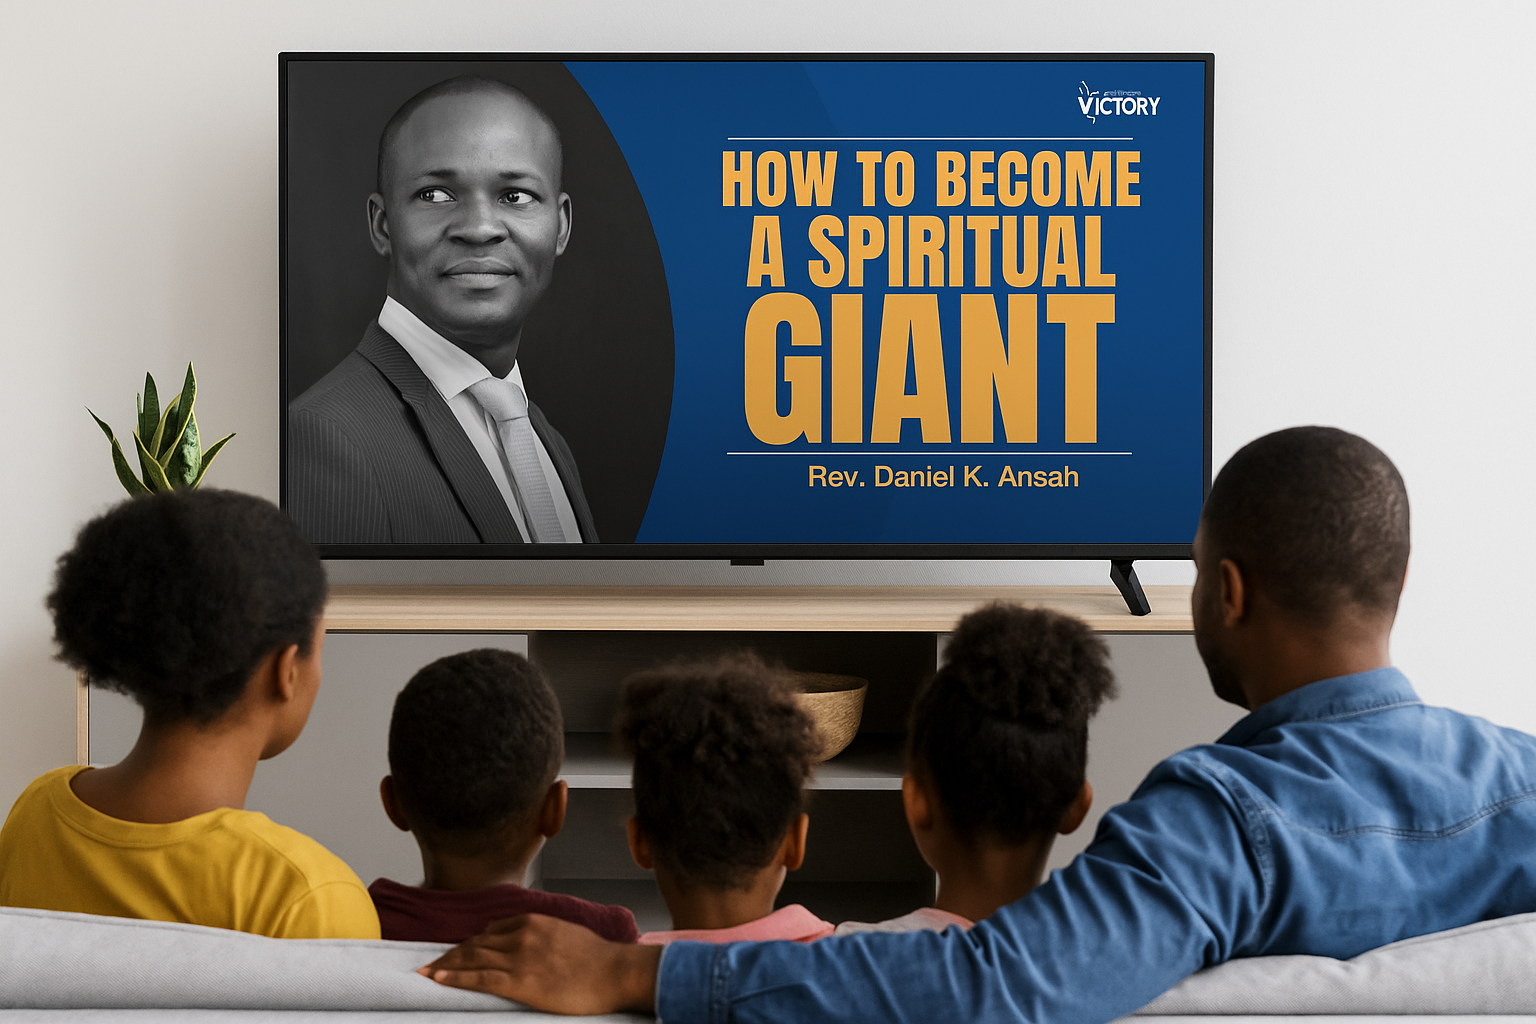 VICTORY
HOW TO BECOME
A SPIRITUAL
GIANT
Rev. Daniel K. Ansah